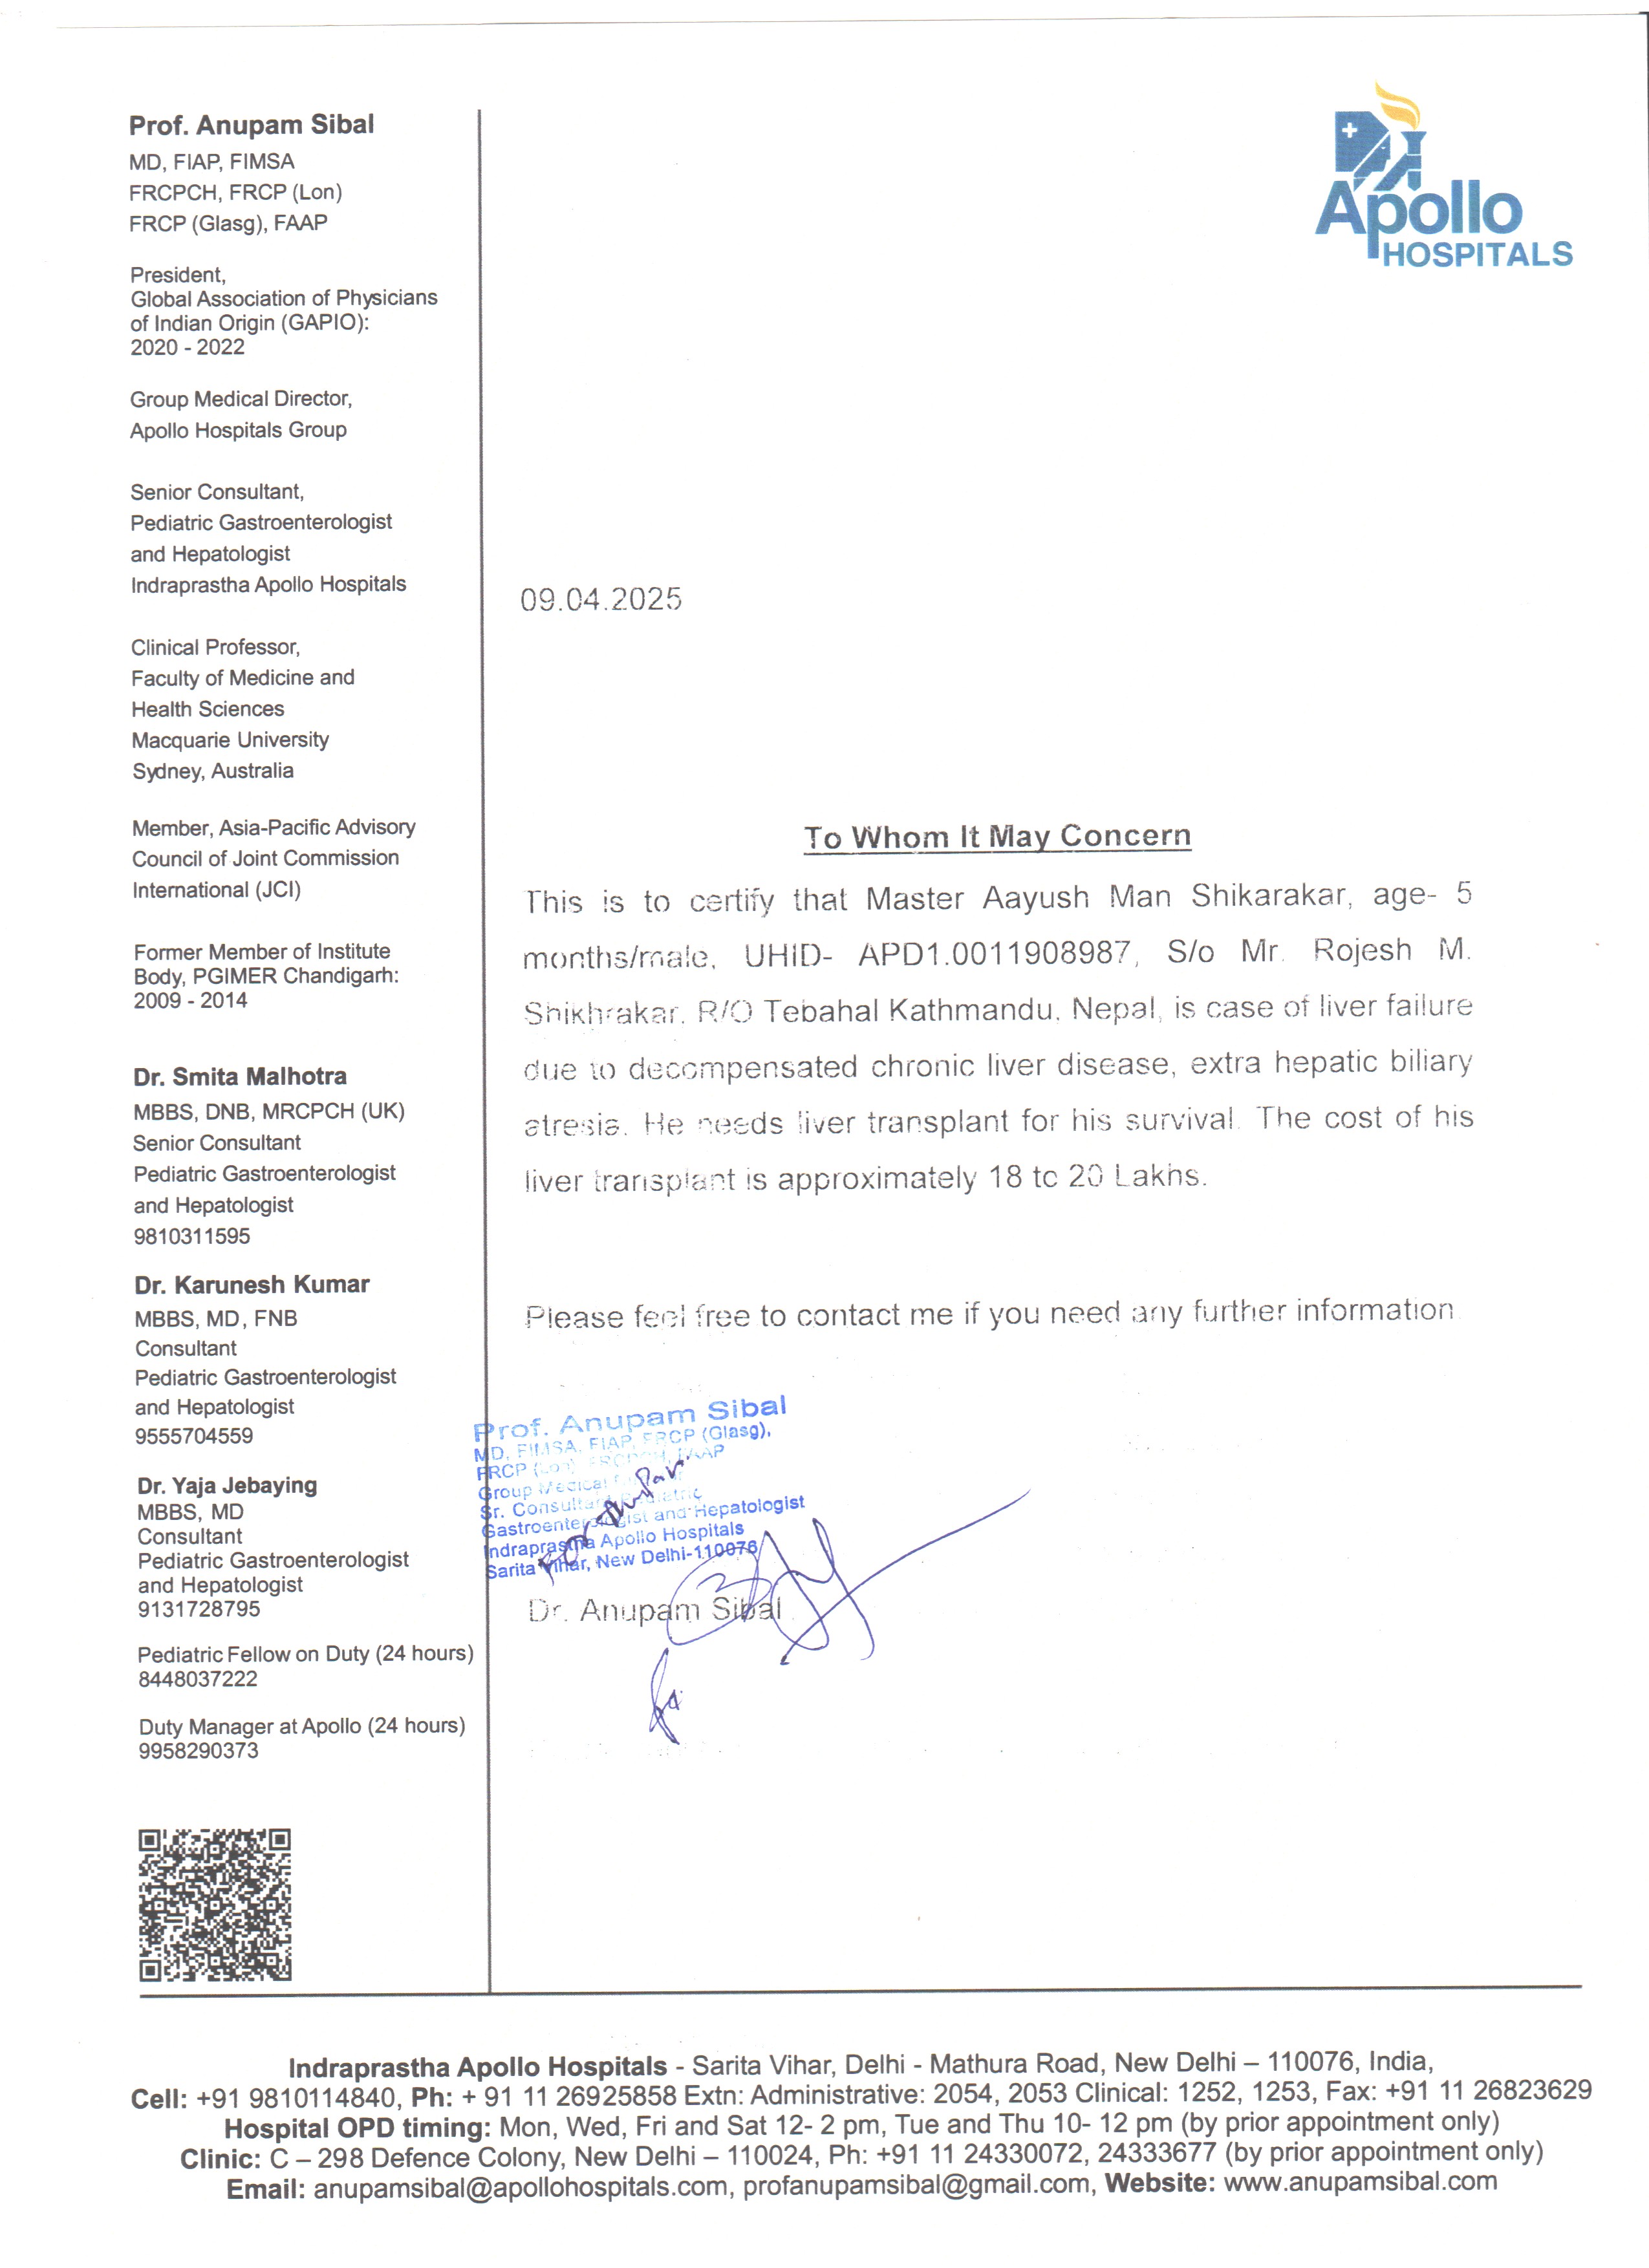 Prof. Anupam Sibal
MD, FIAP, FIMSA
FRCPCH, FRCP (Lon)
FRCP (Glasg), FAAP
President,
Global Association of Physicians
of Indian Origin (GAPIO):
2020 - 2022
Group Medical Director,
Apollo Hospitals Group
Senior Consultant,
Pediatric Gastroenterologist
and Hepatologist
Indraprastha Apollo Hospitals
Clinical Professor,
Faculty of Medicine and
Health Sciences
Macquarie University
Sydney, Australia
Member, Asia-Pacific Advisory
Council of Joint Commission
International (JCI)
Former Member of Institute
Body, PGIMER Chandigarh:
2009 - 2014
Dr. Smita Malhotra
MBBS, DNB, MRCPCH (UK)
Senior Consultant
Pediatric Gastroenterologist
and Hepatologist
9810311595
Dr. Karunesh Kumar
MBBS, MD, FNB
Consultant
Pediatric Gastroenterologist
and Hepatologist
9555704559
Dr. Yaja Jebaying
MBBS, MD
Consultant
Pediatric Gastroenterologist
and Hepatologist
9131728795
Pediatric Fellow on Duty (24 hours)
8448037222
Duty Manager at Apollo (24 hours)
9958290373
Apollo
HOSPITALS
09.04.2025
To Whom It May Concern
This is to certify that Master Aayush Man Shikarakar, age- 5
months/male, UHID- APD1.0011908987, S/o Mr. Rojesh M.
Shikhrakar. R/O Tebahal Kathmandu. Nepal, is case of liver failure
due to decompensated chronic liver disease, extra hepatic biliary
atresia. He needs liver transplant for his survival. The cost of his
liver transplant is approximately 18 to 20 Lakhs.
Please feel free to contact me if you need any further information
Prof. Anupam Sibal
MD, FIMSA, FIAP, FRCP (Glasg),
FRCP (Lon) FRCPCH, FAAP
Group Medical
Sr. Consultant Pediatric
Gastroenterologist and Hepatologist
Indraprastha Apollo Hospitals
Sarita Vihar, New Delhi-110076
Dr. Anupam Sibal
Indraprastha Apollo Hospitals - Sarita Vihar, Delhi - Mathura Road, New Delhi – 110076, India,
Cell: +91 9810114840, Ph: + 91 11 26925858 Extn: Administrative: 2054, 2053 Clinical: 1252, 1253, Fax: +91 11 26823629
Hospital OPD timing: Mon, Wed, Fri and Sat 12- 2 pm, Tue and Thu 10- 12 pm (by prior appointment only)
Clinic: C – 298 Defence Colony, New Delhi – 110024, Ph: +91 11 24330072, 24333677 (by prior appointment only)
Email: anupamsibal@apollohospitals.com, profanupamsibal@gmail.com, Website: www.anupamsibal.com